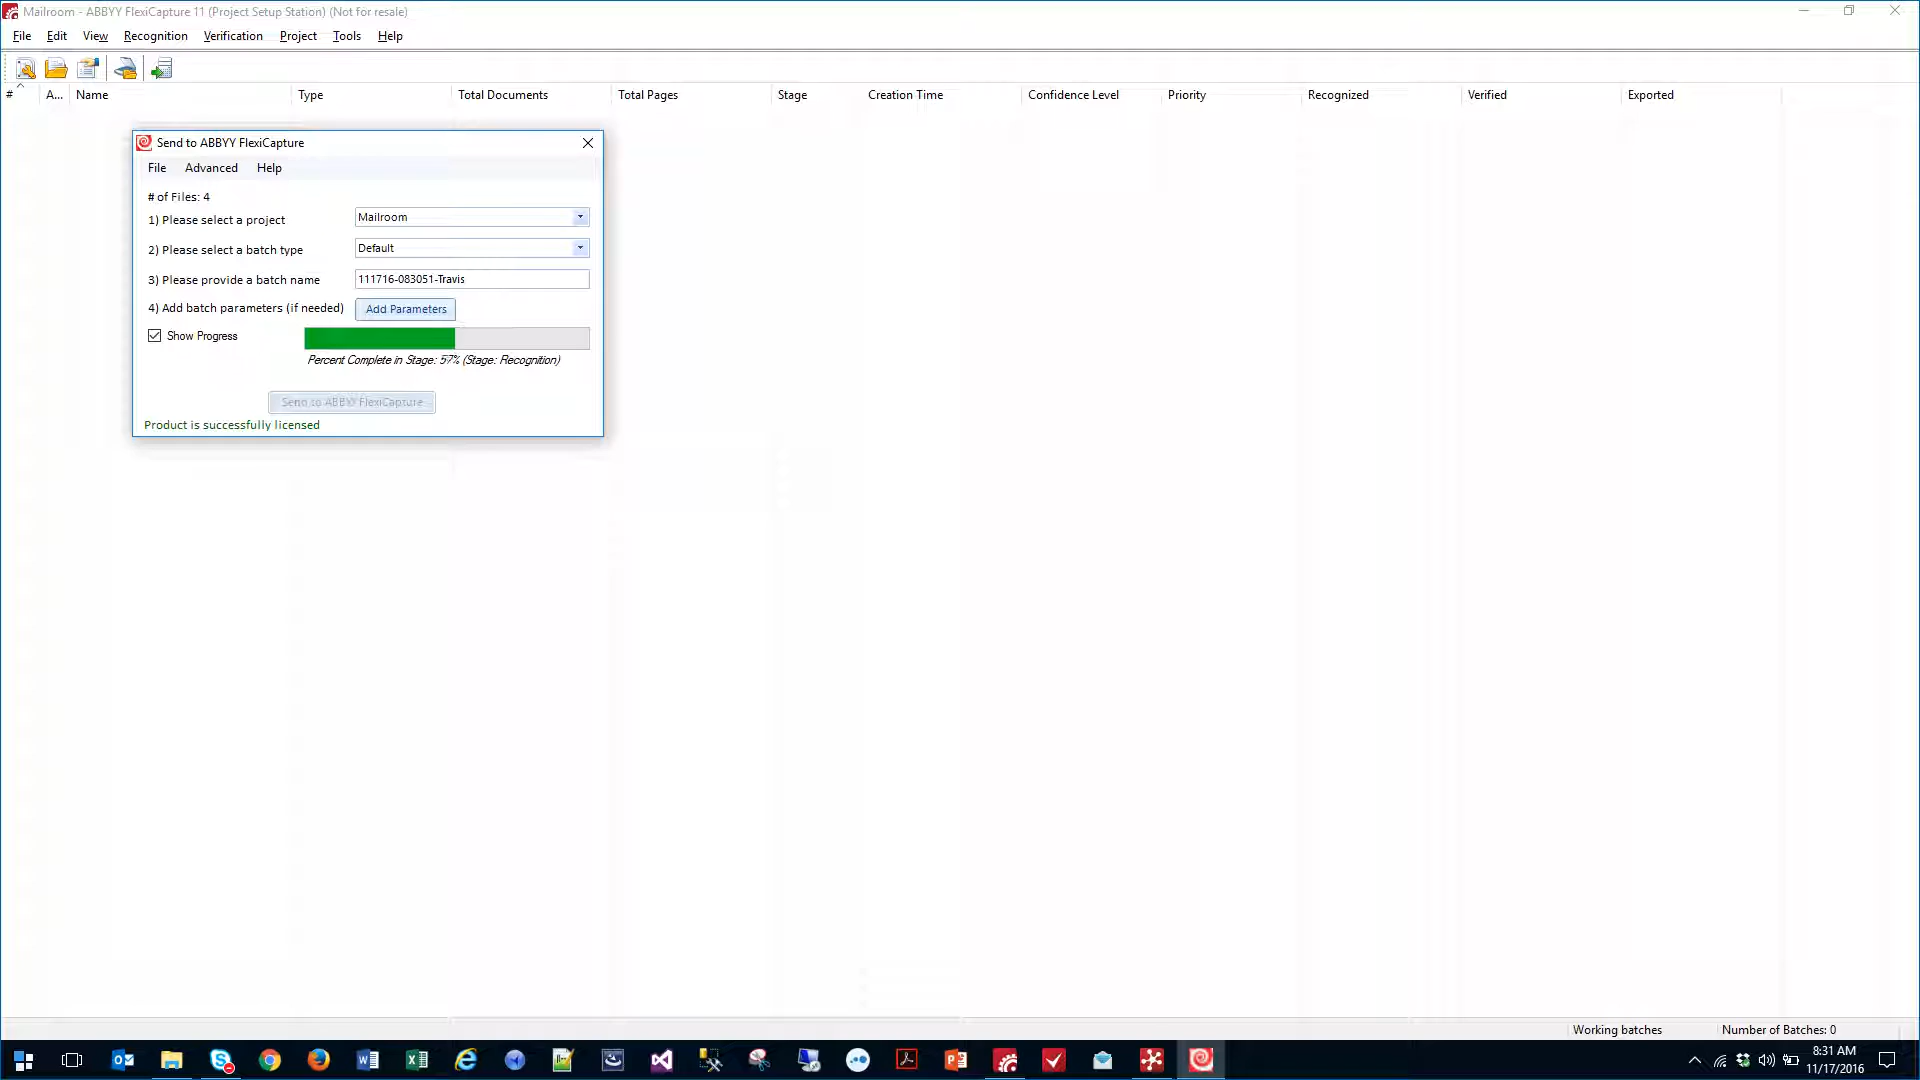 Mailroom - ABBYY FlexiCapture 11 (Project Setup Station) (Not for resale)
File Edit View Recognition Verification Project Tools Help
# A... Name Type Total Documents Total Pages Stage Creation Time Confidence Level Priority Recognized Verified Exported
Send to ABBYY FlexiCapture
File Advanced Help
# of Files: 4
1) Please select a project Mailroom
2) Please select a batch type Default
3) Please provide a batch name 111716-083051-Travis
4) Add batch parameters (if needed) Add Parameters
Show Progress
Percent Complete in Stage: 57% (Stage: Recognition)
Send to ABBYY FlexiCapture
Product is successfully licensed
Working batches Number of Batches: 0
8:31 AM
11/17/2016